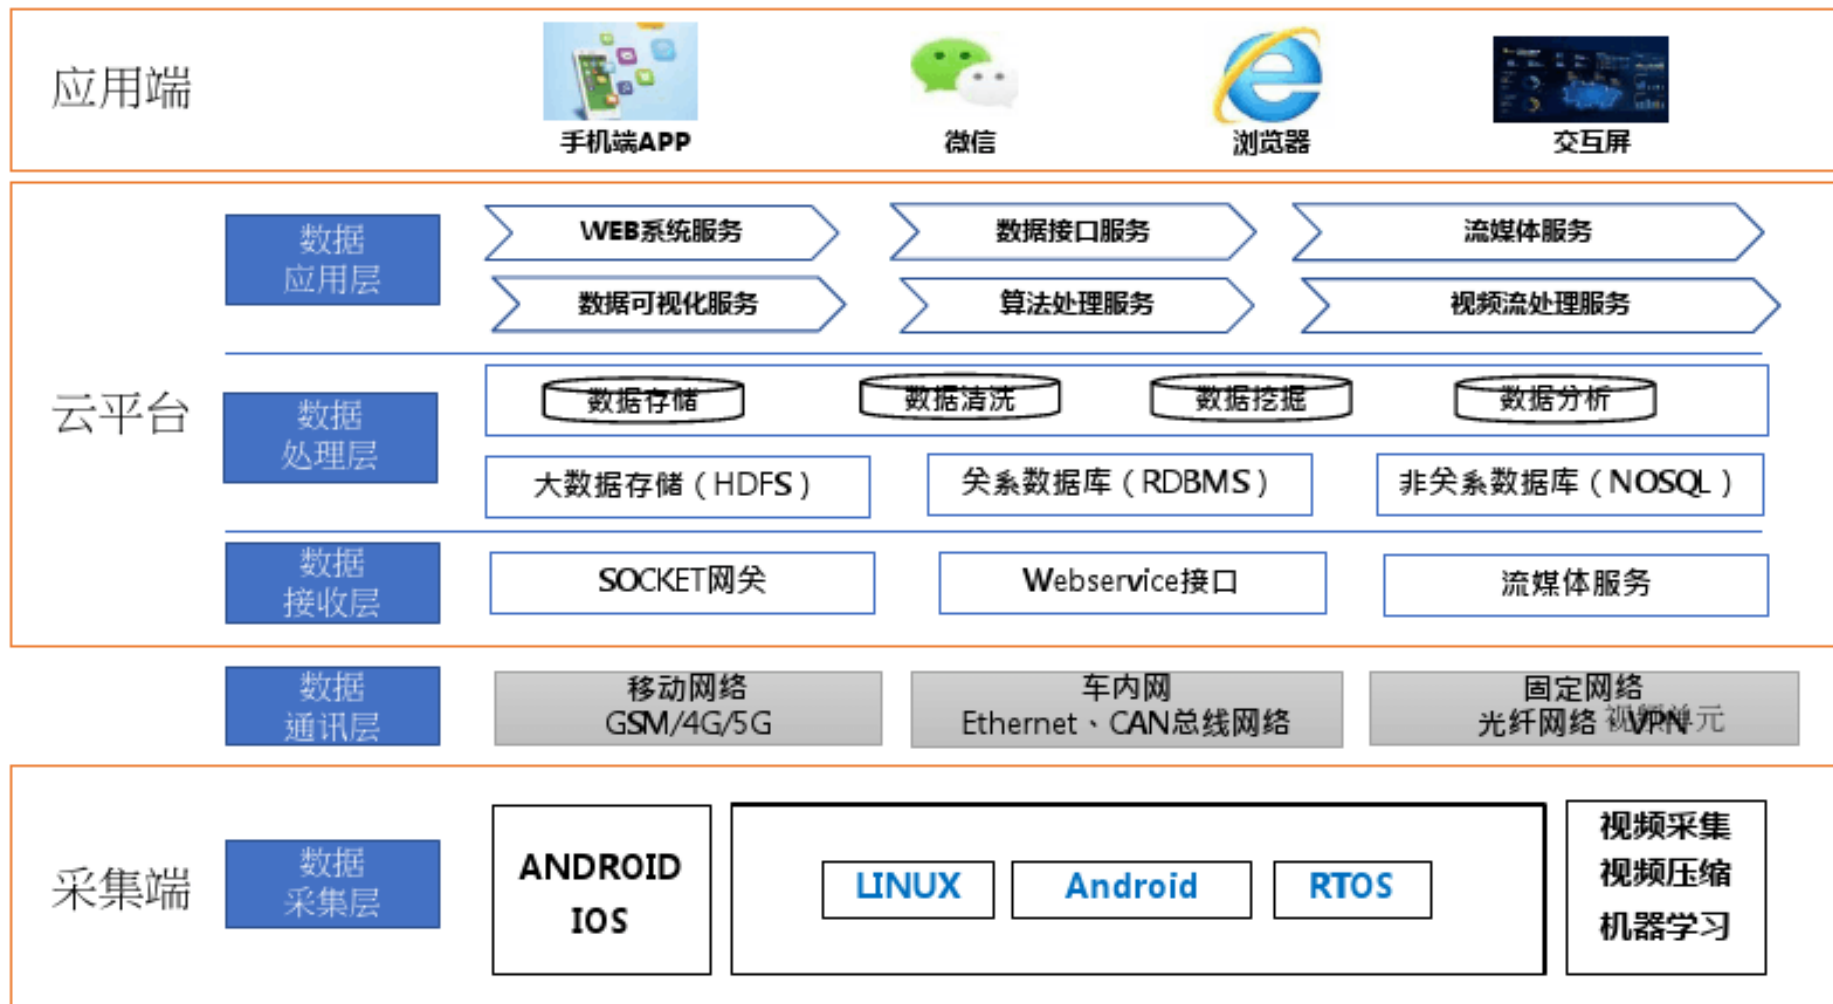 应用端
手机端APP
微信
浏览器
交互屏
云平台
数据
应用层
WEB系统服务
数据接口服务
流媒体服务
数据可视化服务
算法处理服务
视频流处理服务
数据
处理层
数据存储
数据清洗
数据挖掘
数据分析
大数据存储（HDFS）
关系数据库（RDBMS）
非关系数据库（NOSQL）
数据
接收层
SOCKET网关
Webservice接口
流媒体服务
数据
通讯层
移动网络
GSM/4G/5G
车内网
Ethernet、CAN总线网络
固定网络
光纤网络、VPN
视频单元
采集端
数据
采集层
ANDROID
IOS
LINUX
Android
RTOS
视频采集
视频压缩
机器学习